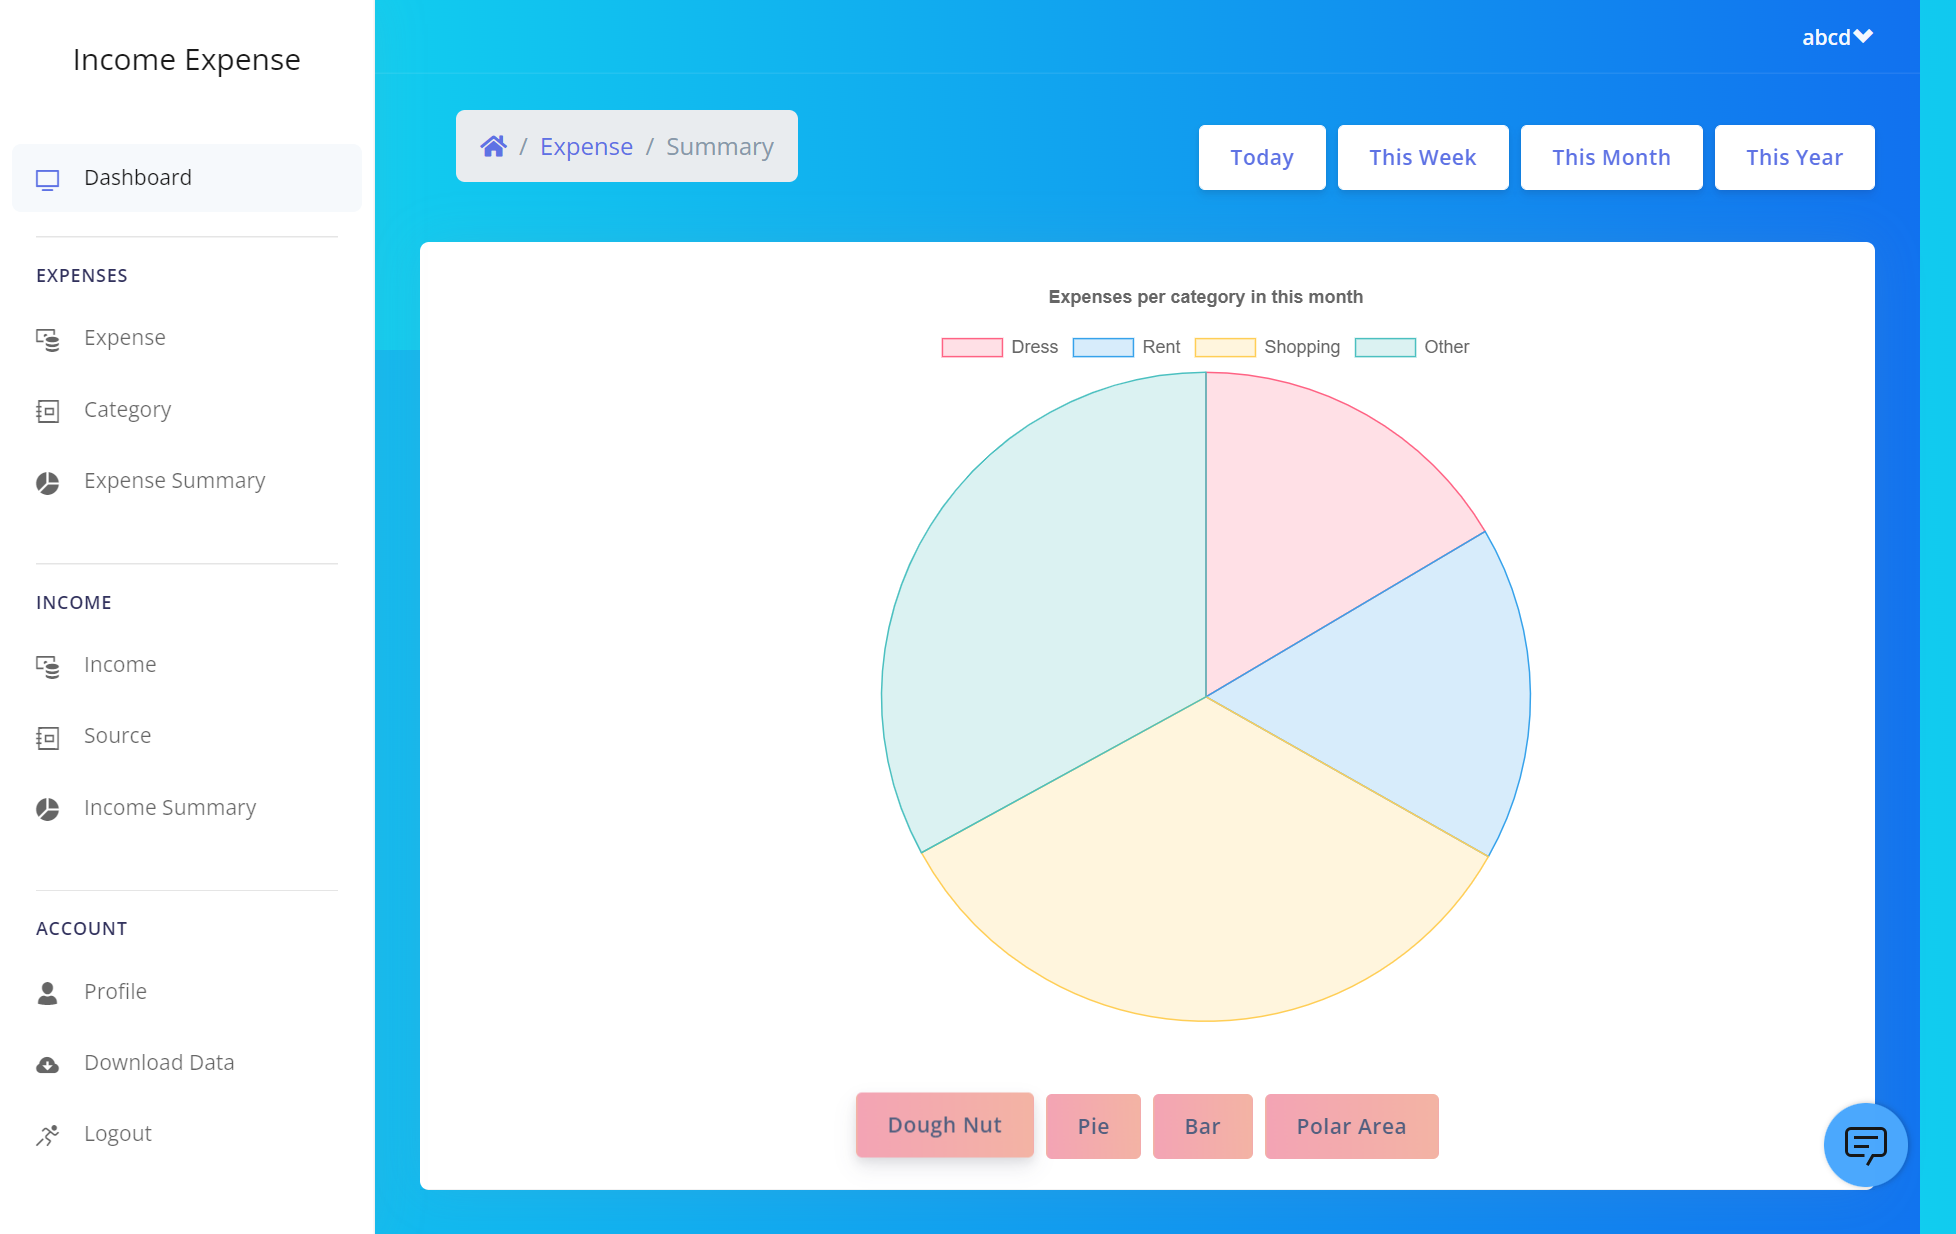 Income Expense
Dashboard
EXPENSES
Expense
Category
Expense Summary
INCOME
Income
Source
Income Summary
ACCOUNT
Profile
Download Data
Logout
abcd
/ Expense / Summary
Today This Week This Month This Year
Expenses per category in this month
Dress Rent Shopping Other
Dough Nut Pie Bar Polar Area